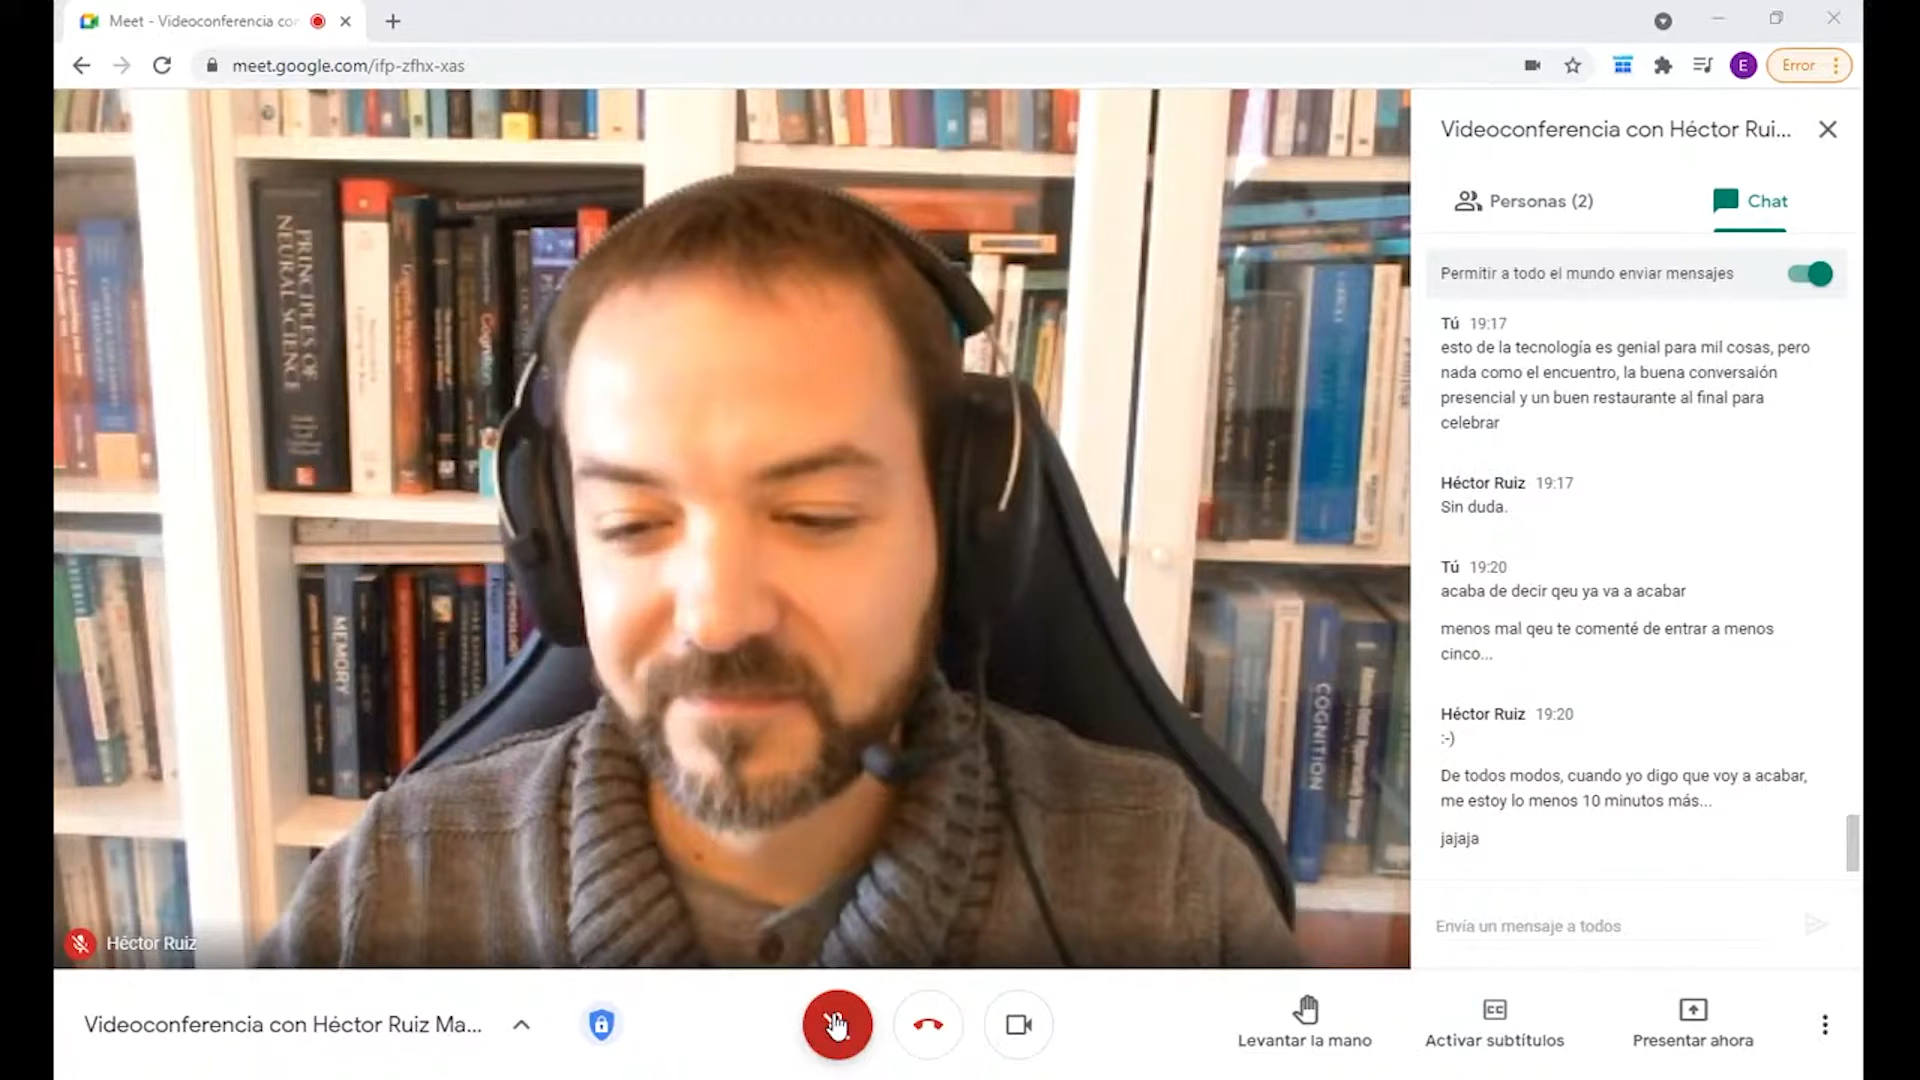 Meet - Videoconferencia con
meet.google.com/ifp-zfhx-xas
E
Error
Videoconferencia con Héctor Rui...
Personas (2)
Chat
Permitir a todo el mundo enviar mensajes
Tú 19:17
esto de la tecnología es genial para mil cosas, pero
nada como el encuentro, la buena conversaión
presencial y un buen restaurante al final para
celebrar
Héctor Ruiz 19:17
Sin duda.
Tú 19:20
acaba de decir qeu ya va a acabar
menos mal qeu te comenté de entrar a menos
cinco...
Héctor Ruiz 19:20
:-)
De todos modos, cuando yo digo que voy a acabar,
me estoy lo menos 10 minutos más...
jajaja
Envía un mensaje a todos
PRINCIPLES OF
NEURAL SCIENCE
Cognition
MEMORY
COGNITION
Héctor Ruiz
Videoconferencia con Héctor Ruiz Ma...
Levantar la mano
CC
Activar subtítulos
Presentar ahora